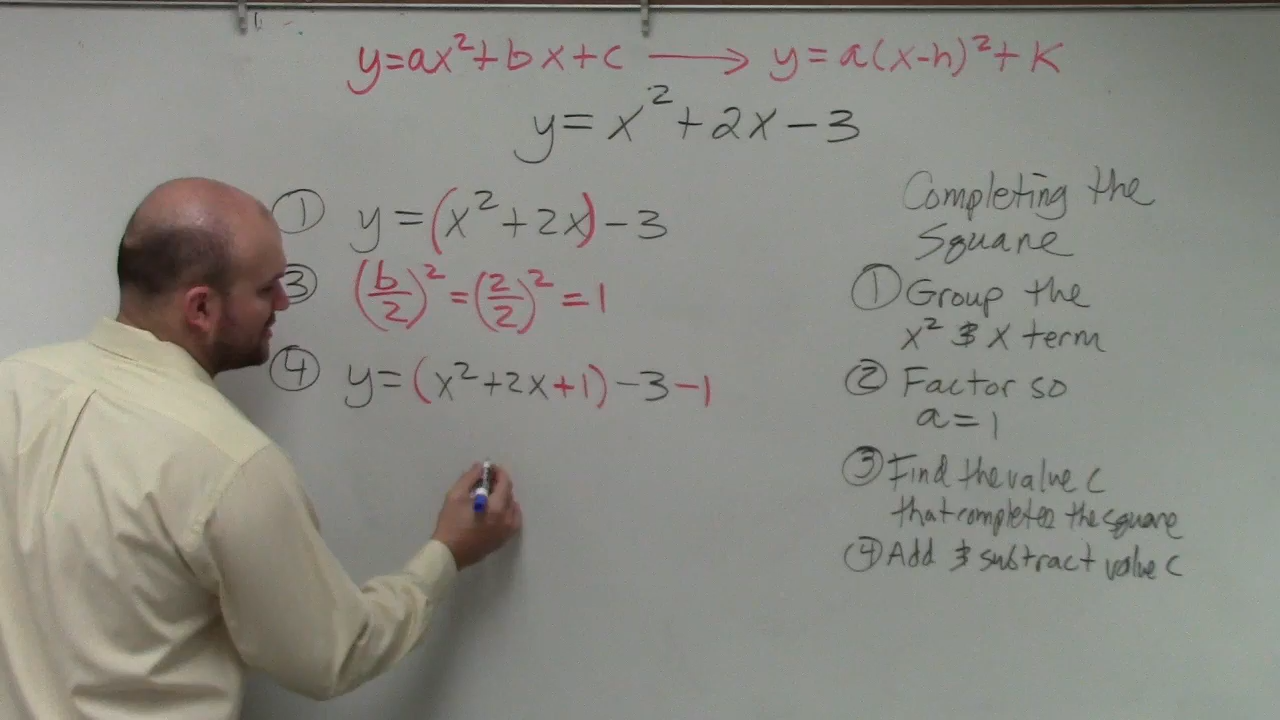 y=ax²+bx+c → y=a(x-h)²+K
y=x²+2x-3
① y=(x²+2x)-3
③ (b/2)²=(2/2)²=1
④ y=(x²+2x+1)-3-1
Completing the
Square
① Group the
x² & x term
② Factor so
a=1
③ Find the value c
that completes the square
④ Add & subtract value c